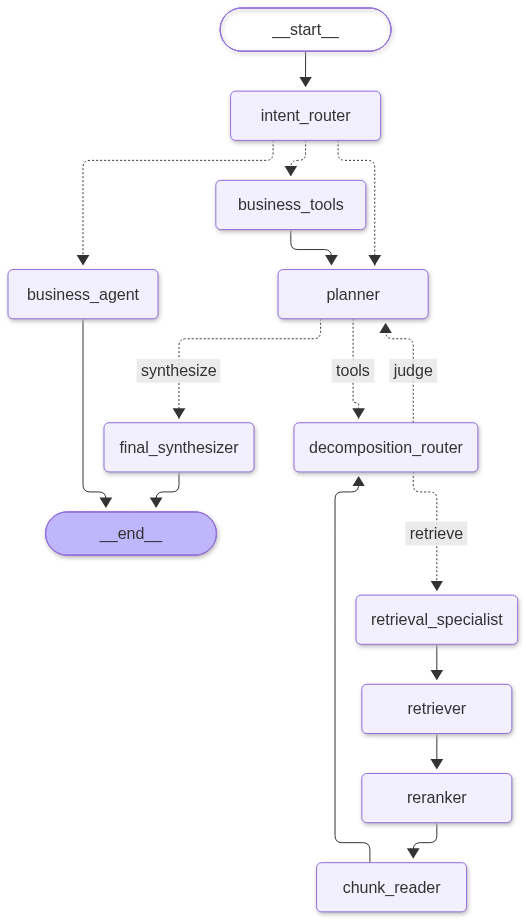 __start__
intent_router
business_tools
business_agent
planner
synthesize
tools
judge
final_synthesizer
decomposition_router
__end__
retrieve
retrieval_specialist
retriever
reranker
chunk_reader